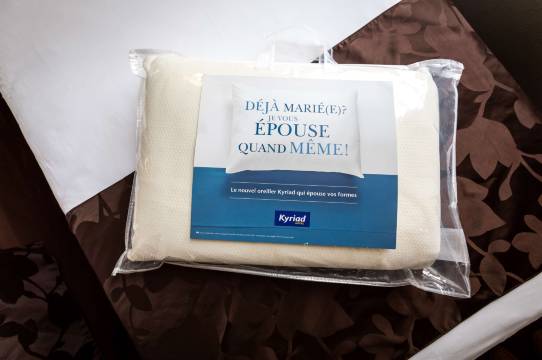 DÉJÀ MARIÉ(E)?
JE VOUS
ÉPOUSE
QUAND MÊME!
Le nouvel oreiller Kyriad qui épouse vos formes
Kyriad